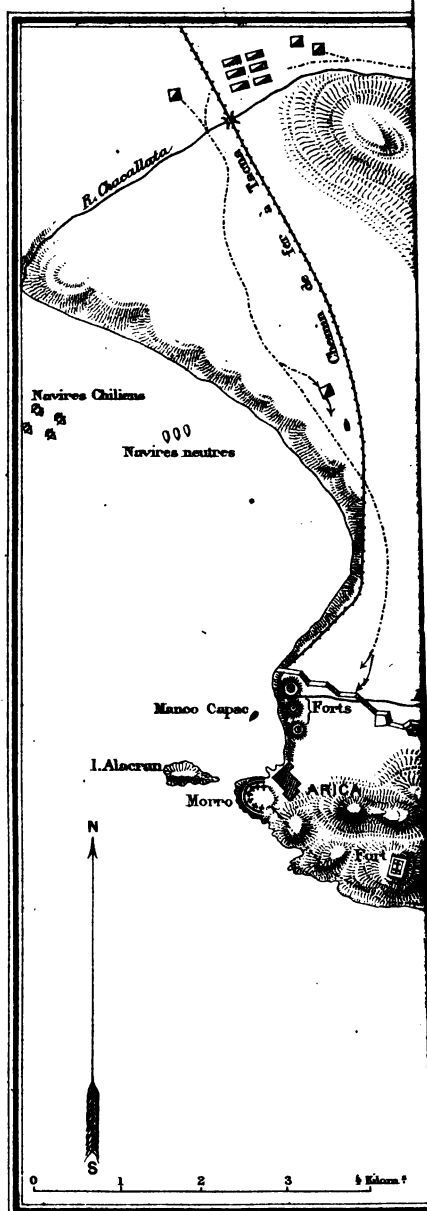 R. Chacallata
Chemin de Fer à Tacna
Navires Chiliens
Navires neutres
Manco Capac
Forts
I. Alacran
Morro
ARICA
Fort
N
S
0 1 2 3 4 Kilom.s